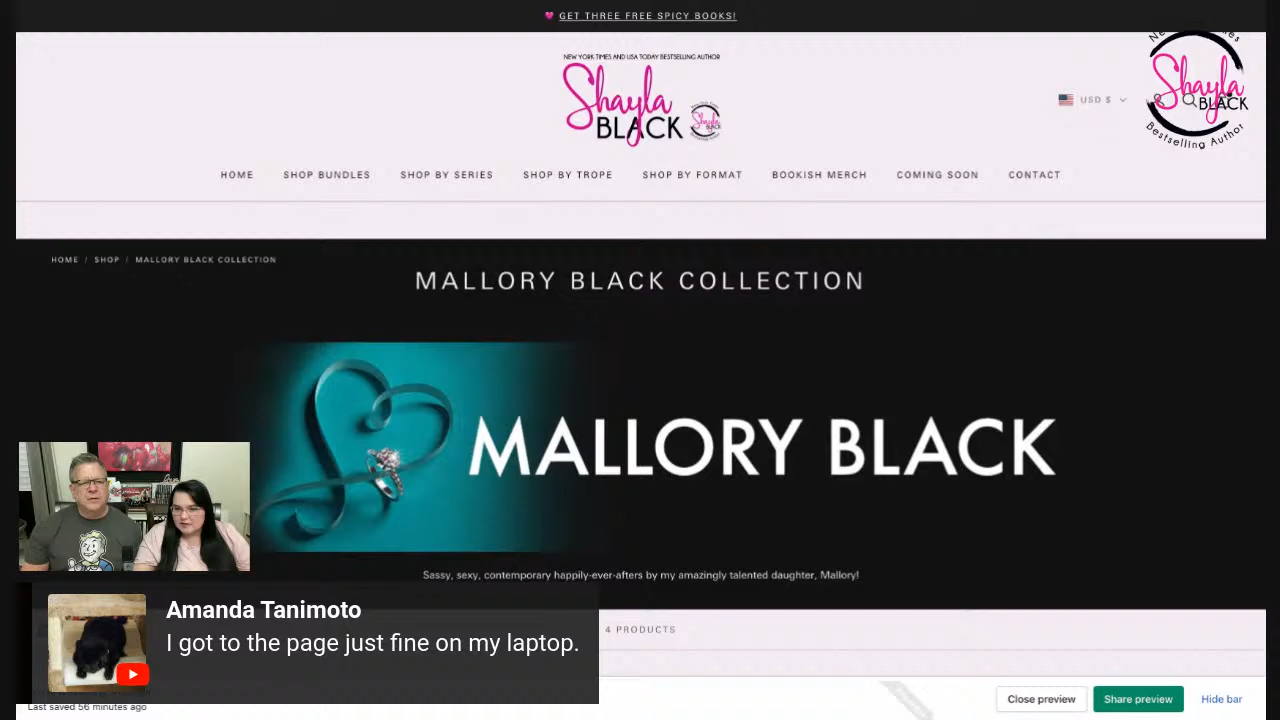 GET THREE FREE SPICY BOOKS!
NEW YORK TIMES AND USA TODAY BESTSELLING AUTHOR
Shayla
BLACK
Shayla
BLACK
Bestselling Author
USD $
HOME
SHOP BUNDLES
SHOP BY SERIES
SHOP BY TROPE
SHOP BY FORMAT
BOOKISH MERCH
COMING SOON
CONTACT
HOME / SHOP / MALLORY BLACK COLLECTION
MALLORY BLACK COLLECTION
MALLORY BLACK
Sassy, sexy, contemporary happily-ever-afters by my amazingly talented daughter, Mallory!
4 PRODUCTS
Amanda Tanimoto
I got to the page just fine on my laptop.
Last saved 56 minutes ago
Close preview
Share preview
Hide bar